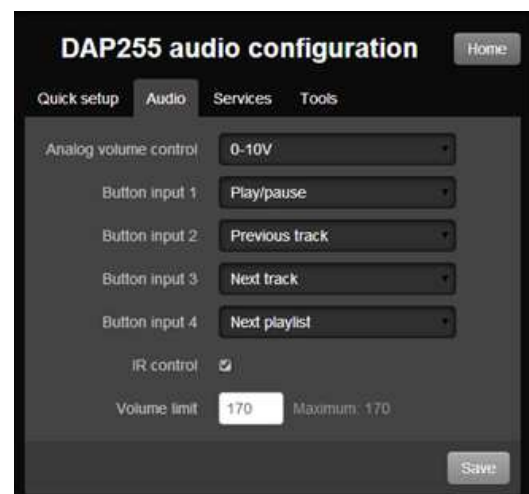 DAP255 audio configuration
Home
Quick setup Audio Services Tools
Analog volume control 0-10V
Button input 1 Play/pause
Button input 2 Previous track
Button input 3 Next track
Button input 4 Next playlist
IR control
Volume limit 170 Maximum: 170
Save